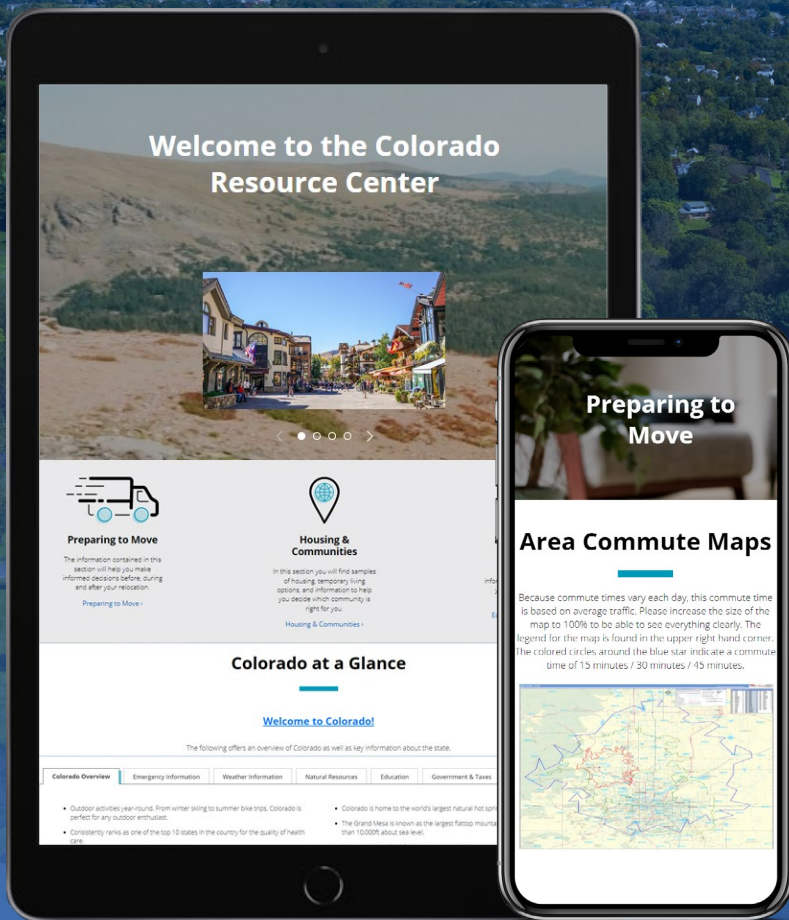 Welcome to the Colorado
Resource Center
Preparing to Move
The information contained in this
section will help you make
informed decisions before, during
and after your relocation.
Preparing to Move ›
Housing &
Communities
In this section you will find samples
of housing, temporary living
options, and information to help
you decide which community is
right for you.
Housing & Communities ›
Colorado at a Glance
Welcome to Colorado!
The following offers an overview of Colorado as well as key information about the state.
Colorado Overview Emergency Information Weather Information Natural Resources Education Government & Taxes
• Outdoor activities year-round. From winter skiing to summer bike trips, Colorado is
perfect for any outdoor enthusiast.
• Consistently ranks as one of the top 10 states in the country for the quality of health
care.
• Colorado is home to the world's largest natural hot
• The Grand Mesa is known as the largest flattop
than 10,000ft about sea level.
Preparing to
Move
Area Commute Maps
Because commute times vary each day, this commute time
is based on average traffic. Please increase the size of the
map to 100% to be able to see everything clearly. The
legend for the map is found in the upper right hand corner.
The colored circles around the blue star indicate a commute
time of 15 minutes / 30 minutes / 45 minutes.